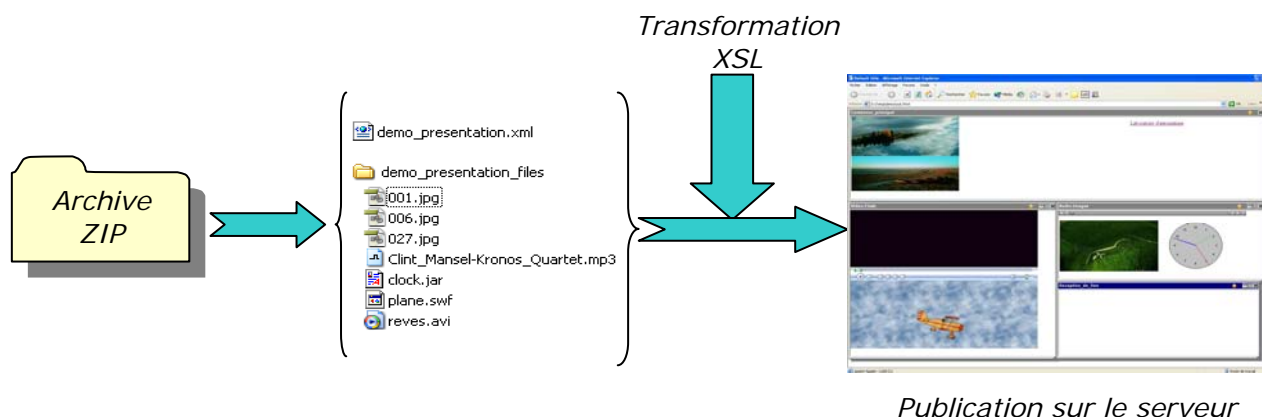 Transformation
XSL
Archive
ZIP
demo_presentation.xml
demo_presentation_files
001.jpg
006.jpg
027.jpg
Clint_Mansel-Kronos_Quartet.mp3
clock.jar
plane.swf
reves.avi
Publication sur le serveur